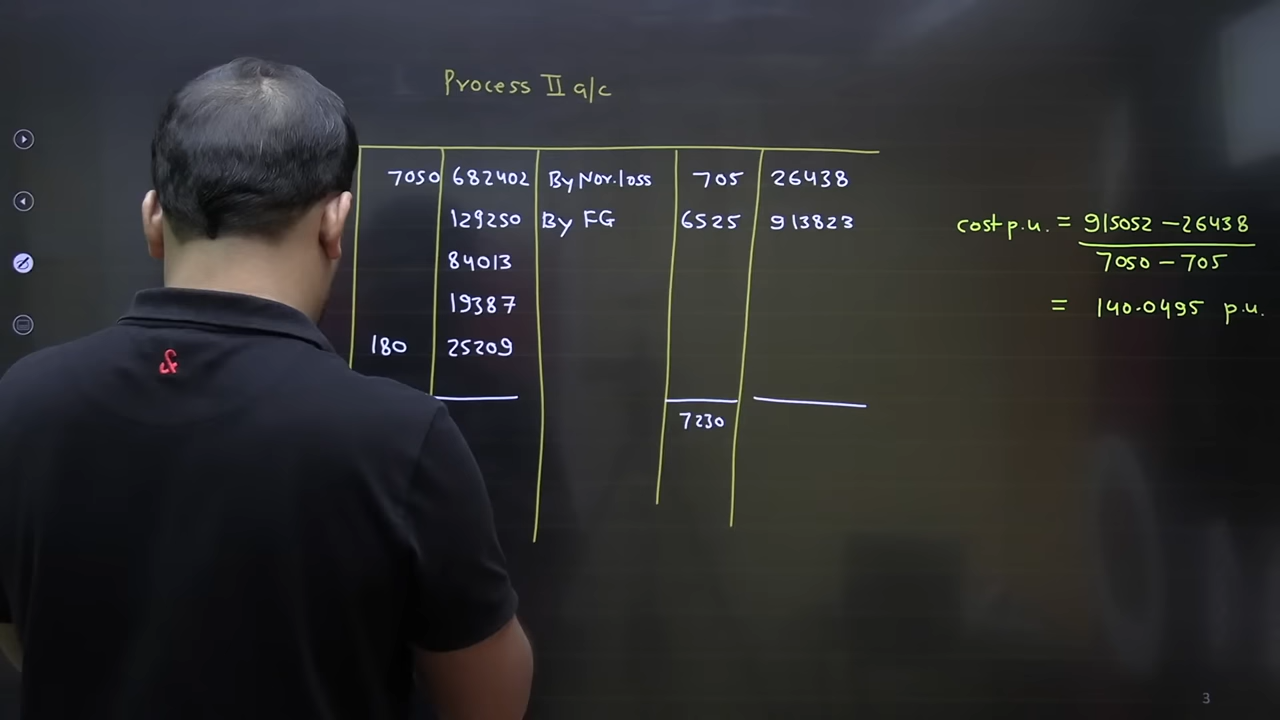 Process II a/c
7050 682402 By Nor. loss 705 26438
129250 By FG 6525 913823
84013
19387
180 25209
7230
cost p.u. = 915052 - 26438
7050 - 705
= 140.0495 p.u.
3